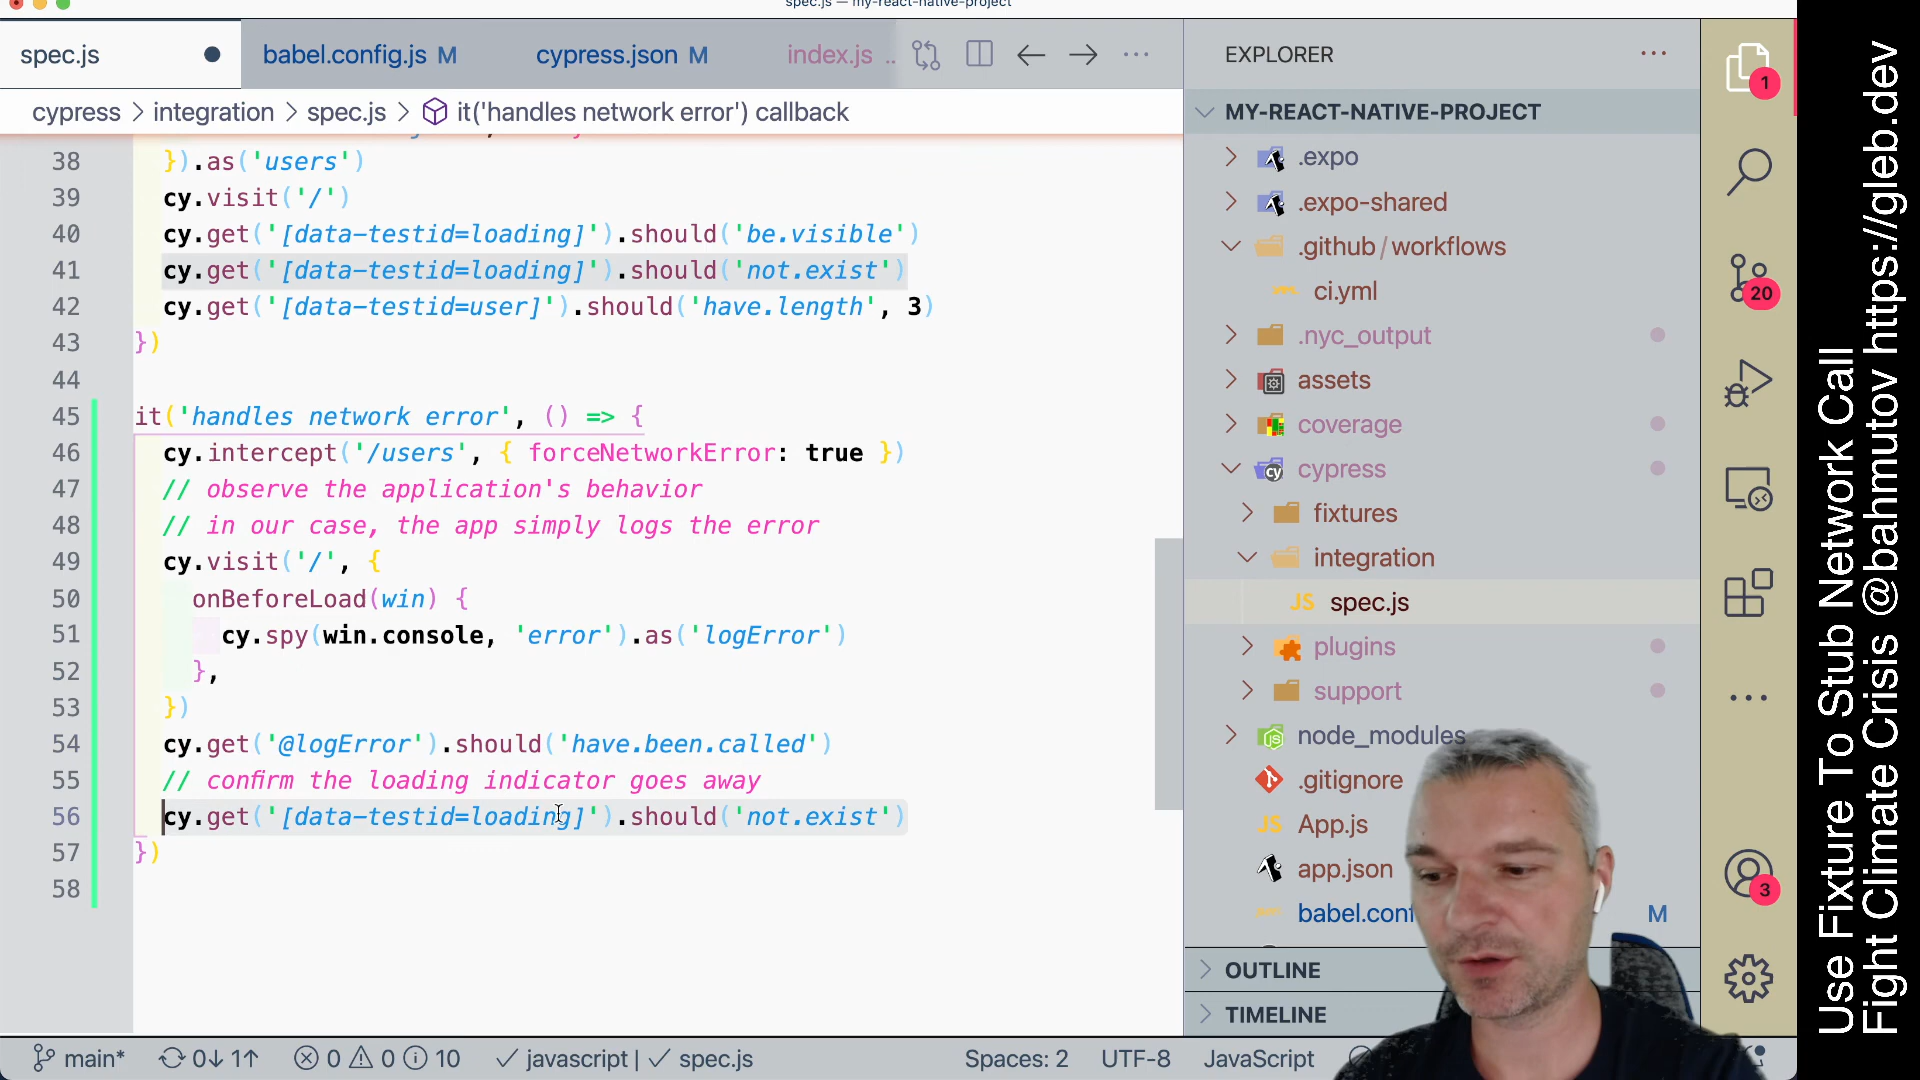 spec.js — my-react-native-project
spec.js
babel.config.js M
cypress.json M
index.js ..
EXPLORER
cypress > integration > spec.js > it('handles network error') callback
MY-REACT-NATIVE-PROJECT
38 }).as('users')
39 cy.visit('/')
40 cy.get('[data-testid=loading]').should('be.visible')
41 cy.get('[data-testid=loading]').should('not.exist')
42 cy.get('[data-testid=user]').should('have.length', 3)
43 })
44
45 it('handles network error', () => {
46 cy.intercept('/users', { forceNetworkError: true })
47 // observe the application's behavior
48 // in our case, the app simply logs the error
49 cy.visit('/', {
50 onBeforeLoad(win) {
51 cy.spy(win.console, 'error').as('logError')
52 },
53 })
54 cy.get('@logError').should('have.been.called')
55 // confirm the loading indicator goes away
56 cy.get('[data-testid=loading]').should('not.exist')
57 })
58
.expo
.expo-shared
.github/workflows
ci.yml
.nyc_output
assets
coverage
cypress
fixtures
integration
JS spec.js
plugins
support
node_modules
.gitignore
JS App.js
app.json
babel.conf M
OUTLINE
TIMELINE
1
20
3
main* 0↓ 1↑ 0 0 10 javascript | spec.js
Spaces: 2 UTF-8 JavaScript
Use Fixture To Stub Network Call
Fight Climate Crisis @bahmutov https://gleb.dev